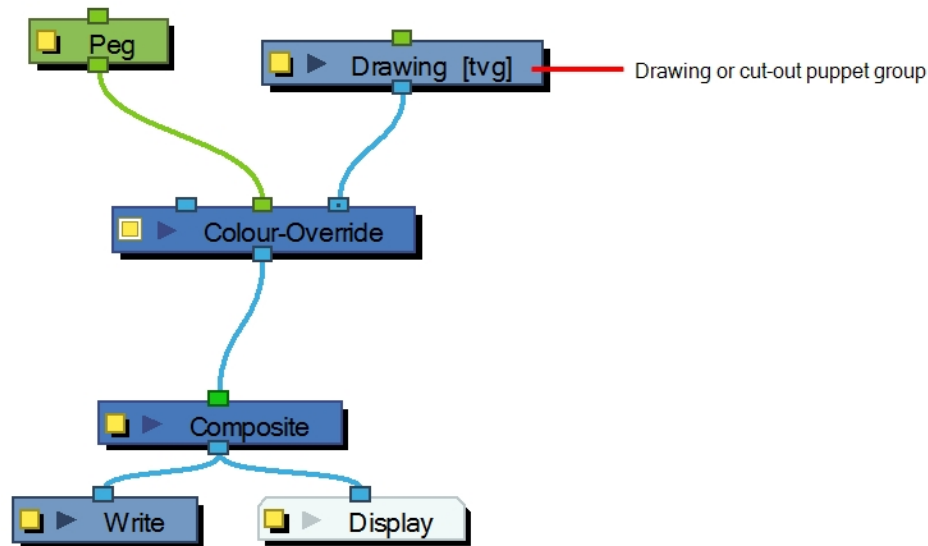 Peg
Drawing [tvg]
Drawing or cut-out puppet group
Colour-Override
Composite
Write
Display